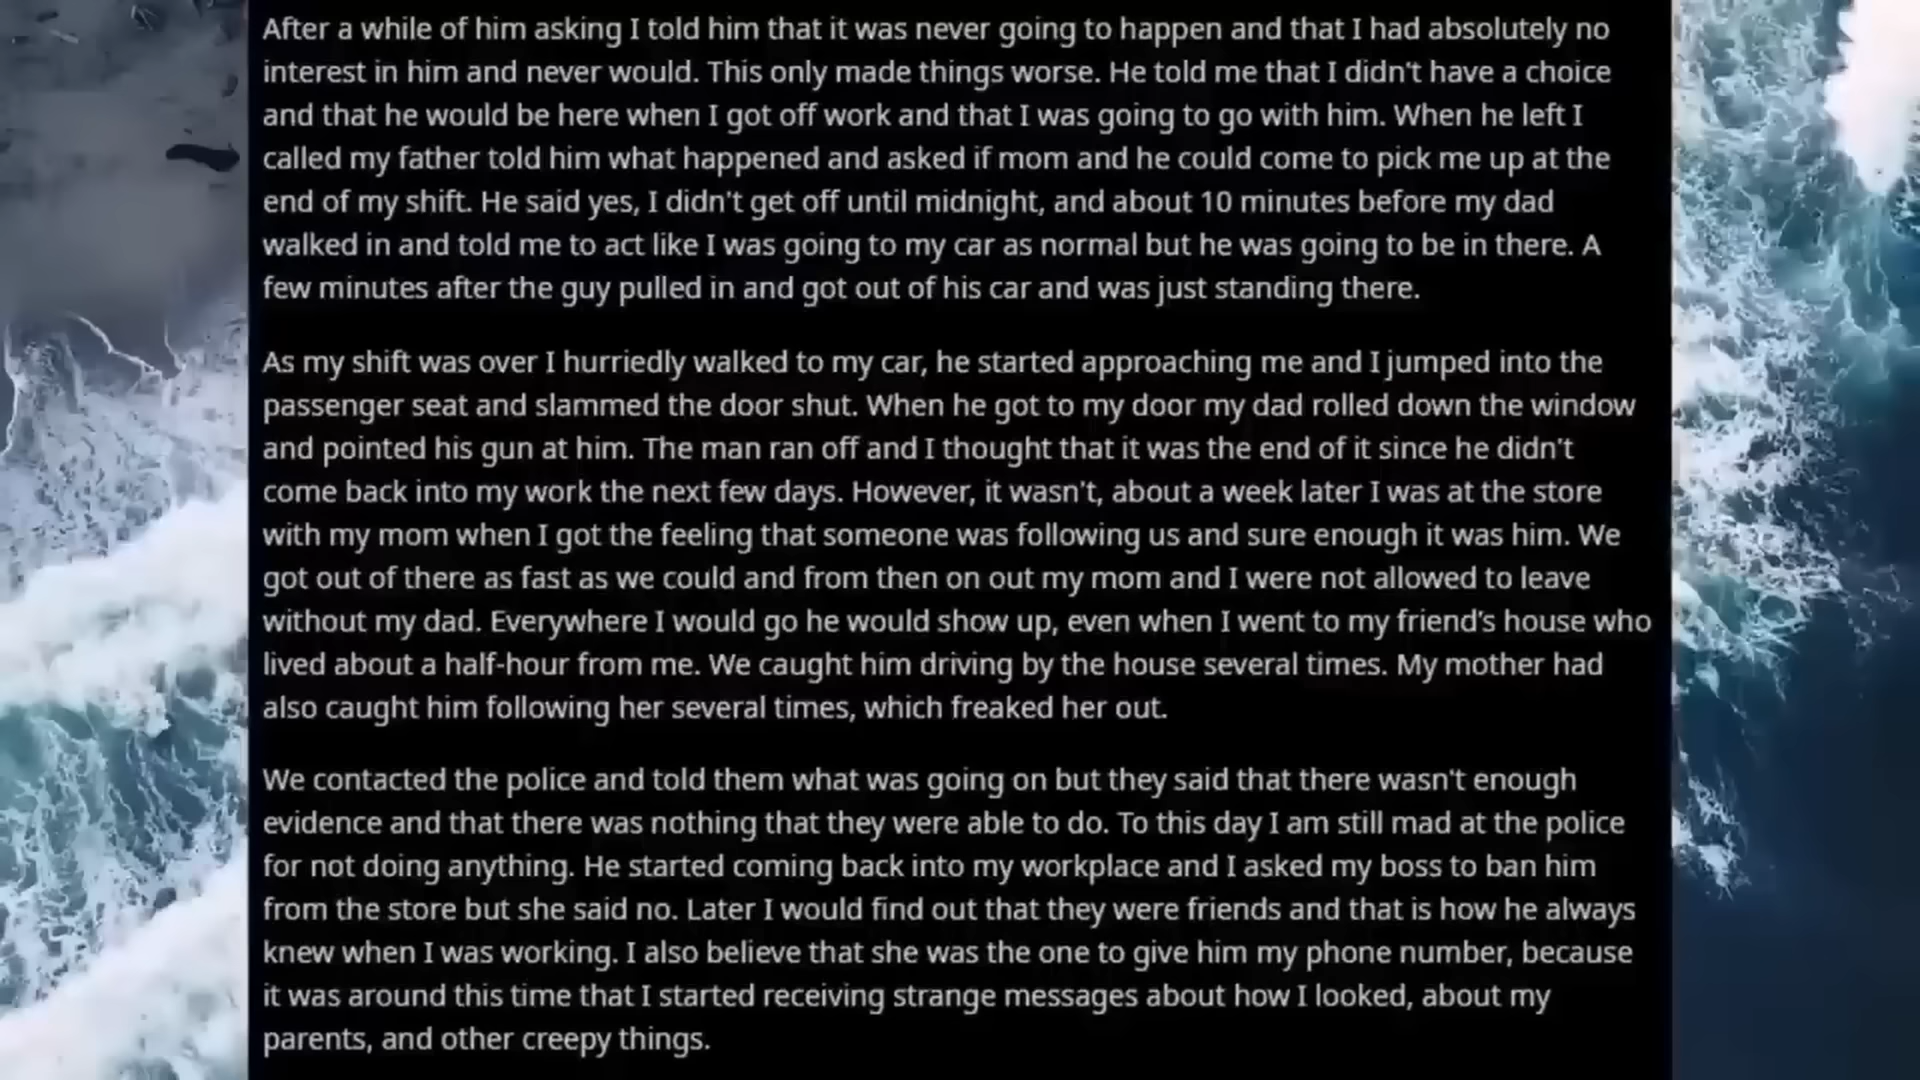 After a while of him asking I told him that it was never going to happen and that I had absolutely no
interest in him and never would. This only made things worse. He told me that I didn't have a choice
and that he would be here when I got off work and that I was going to go with him. When he left I
called my father told him what happened and asked if mom and he could come to pick me up at the
end of my shift. He said yes, I didn't get off until midnight, and about 10 minutes before my dad
walked in and told me to act like I was going to my car as normal but he was going to be in there. A
few minutes after the guy pulled in and got out of his car and was just standing there.
As my shift was over I hurriedly walked to my car, he started approaching me and I jumped into the
passenger seat and slammed the door shut. When he got to my door my dad rolled down the window
and pointed his gun at him. The man ran off and I thought that it was the end of it since he didn't
come back into my work the next few days. However, it wasn't, about a week later I was at the store
with my mom when I got the feeling that someone was following us and sure enough it was him. We
got out of there as fast as we could and from then on out my mom and I were not allowed to leave
without my dad. Everywhere I would go he would show up, even when I went to my friend's house who
lived about a half-hour from me. We caught him driving by the house several times. My mother had
also caught him following her several times, which freaked her out.
We contacted the police and told them what was going on but they said that there wasn't enough
evidence and that there was nothing that they were able to do. To this day I am still mad at the police
for not doing anything. He started coming back into my workplace and I asked my boss to ban him
from the store but she said no. Later I would find out that they were friends and that is how he always
knew when I was working. I also believe that she was the one to give him my phone number, because
it was around this time that I started receiving strange messages about how I looked, about my
parents, and other creepy things.